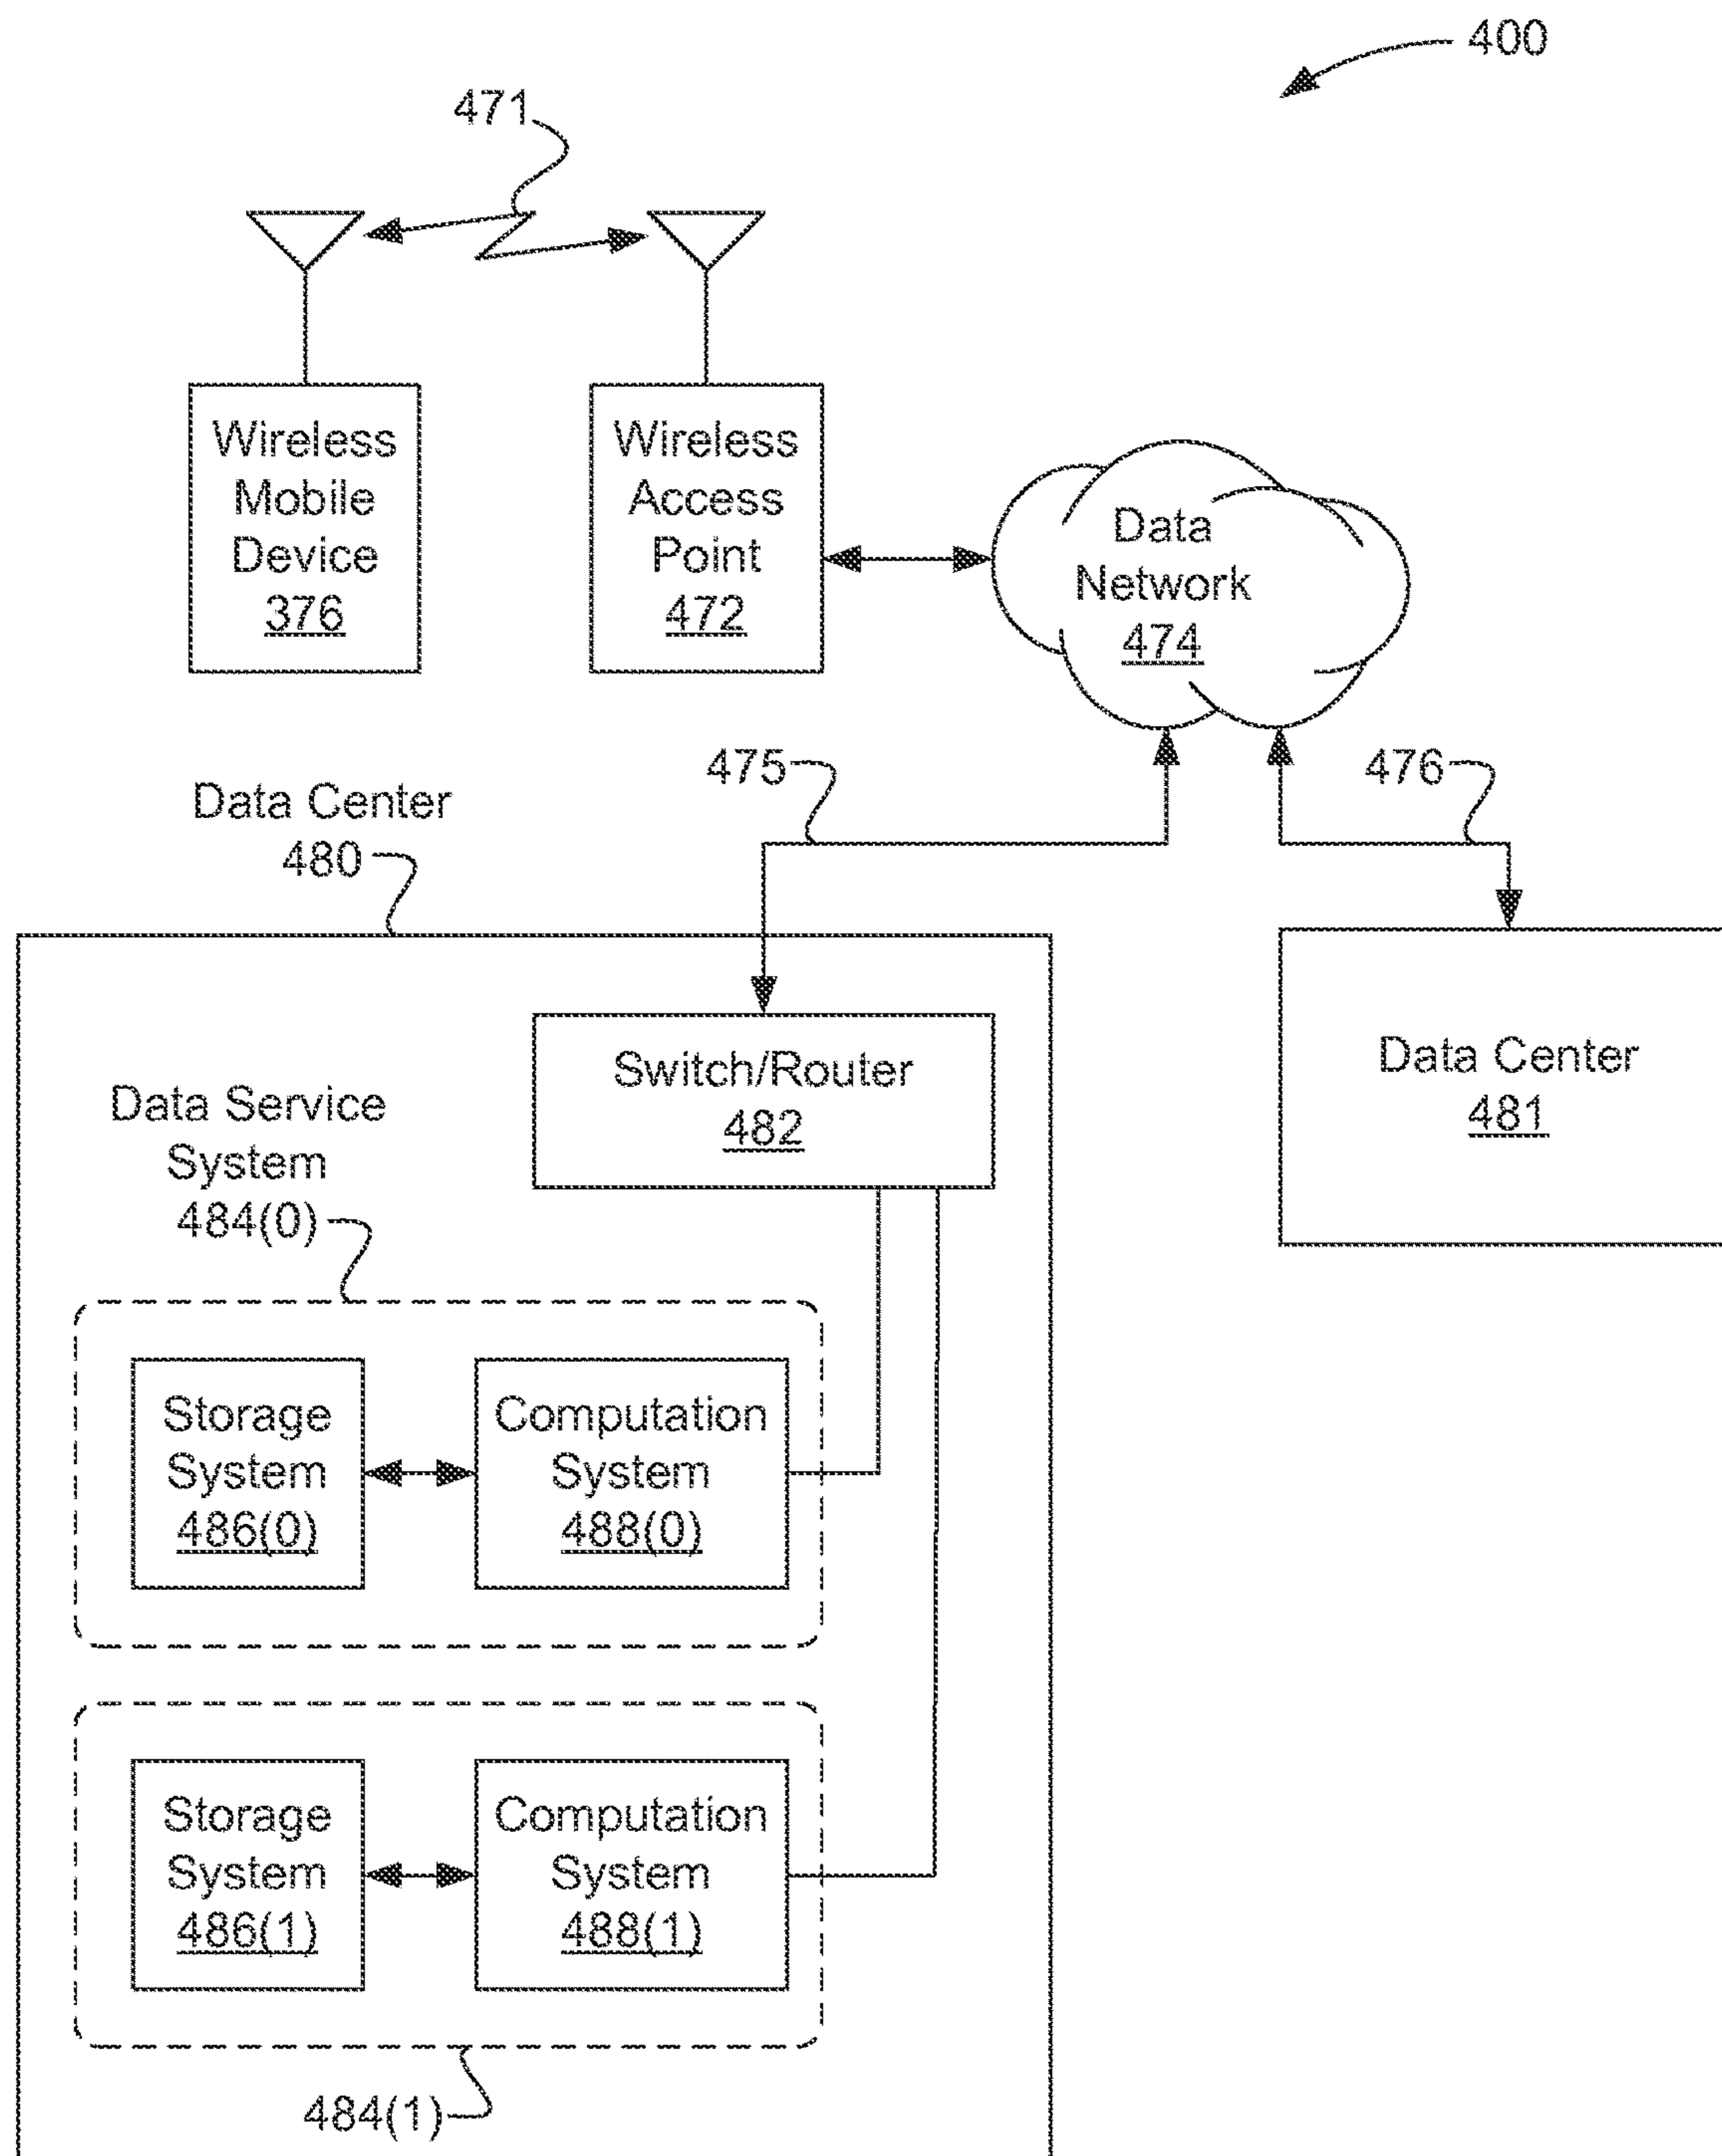 400
471
Wireless
Mobile
Device
376
Wireless
Access
Point
472
Data
Network
474
475
476
Data Center
480
Switch/Router
482
Data Center
481
Data Service
System
484(0)
Storage
System
486(0)
Computation
System
488(0)
Storage
System
486(1)
Computation
System
488(1)
484(1)